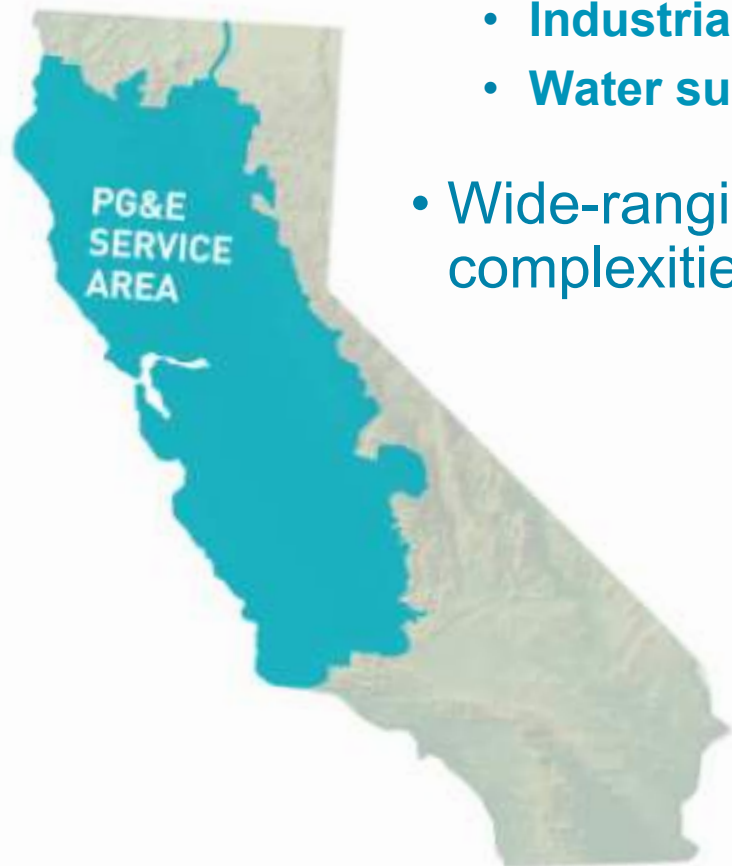 • Industria
• Water su
• Wide-rangi
complexitie
PG&E
SERVICE
AREA